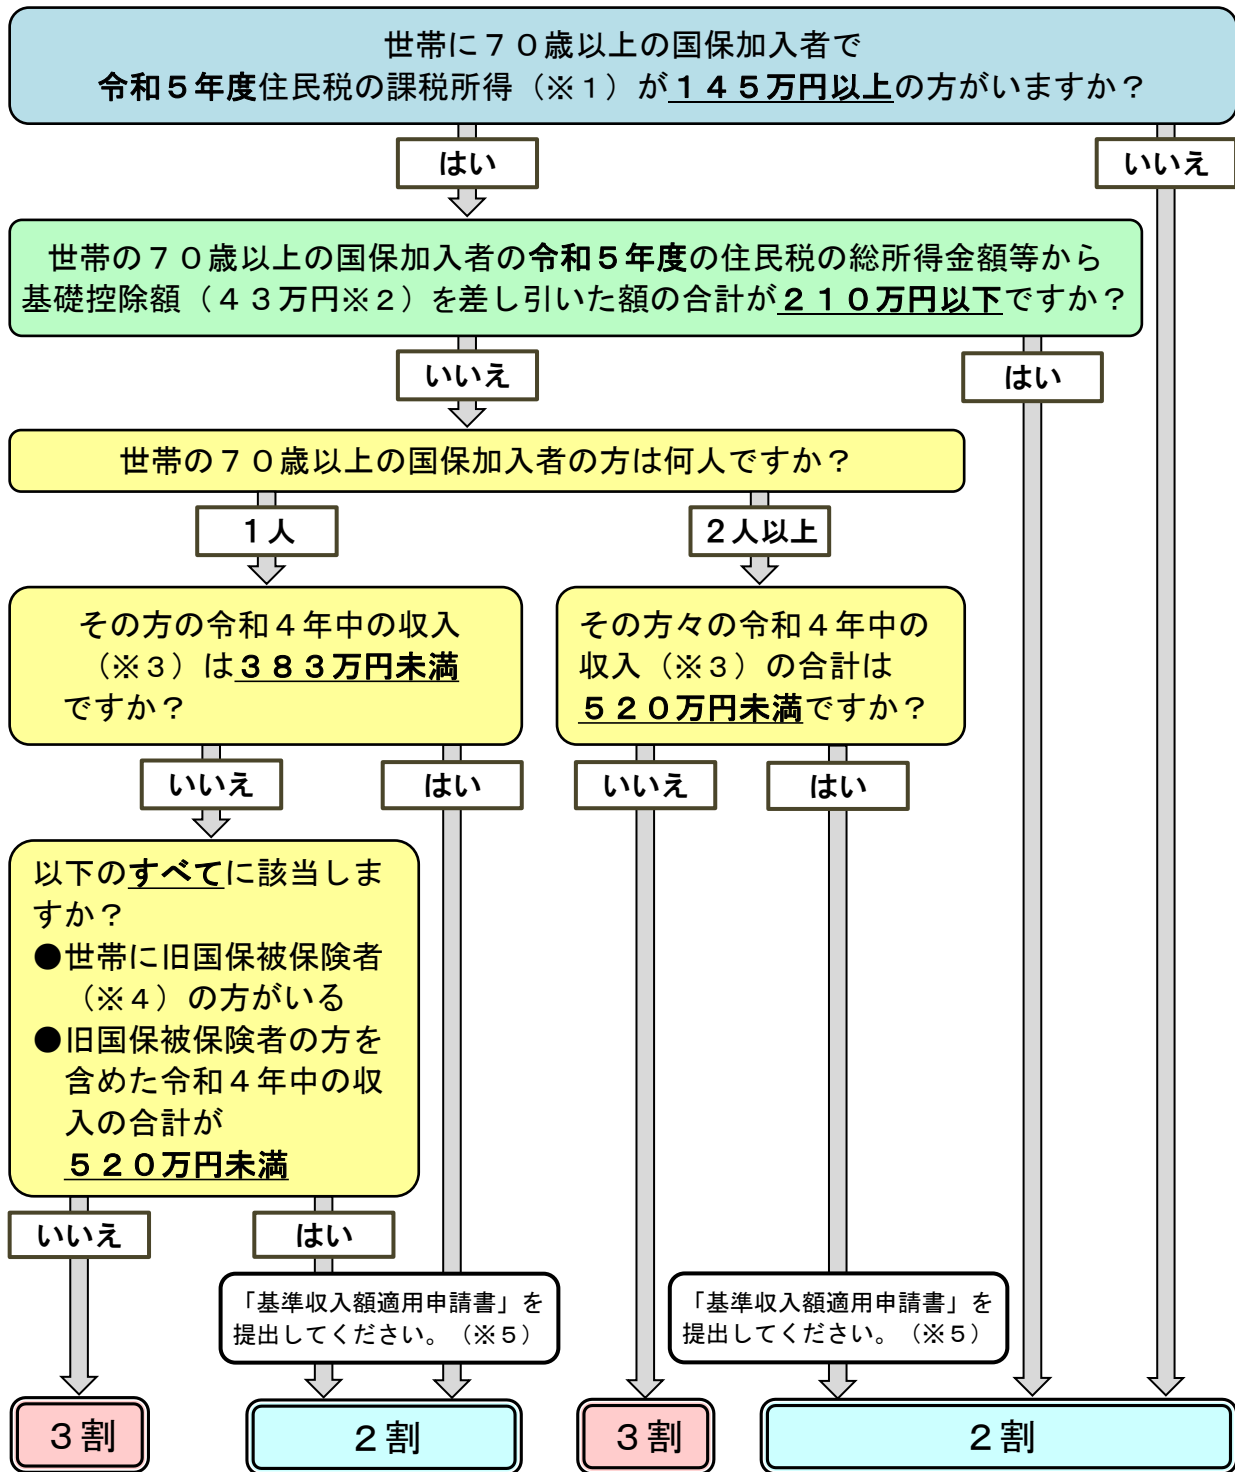 世帯に７０歳以上の国保加入者で
令和５年度住民税の課税所得（※１）が１４５万円以上の方がいますか？
はい
いいえ
世帯の７０歳以上の国保加入者の令和５年度の住民税の総所得金額等から
基礎控除額（４３万円※２）を差し引いた額の合計が２１０万円以下ですか？
いいえ
はい
世帯の７０歳以上の国保加入者の方は何人ですか？
１人
２人以上
その方の令和４年中の収入
（※３）は３８３万円未満
ですか？
その方々の令和４年中の
収入（※３）の合計は
５２０万円未満ですか？
いいえ
はい
いいえ
はい
以下のすべてに該当しま
すか？
●世帯に旧国保被保険者
（※４）の方がいる
●旧国保被保険者の方を
含めた令和４年中の収
入の合計が
５２０万円未満
いいえ
はい
「基準収入額適用申請書」を
提出してください。（※５）
「基準収入額適用申請書」を
提出してください。（※５）
３割
２割
３割
２割